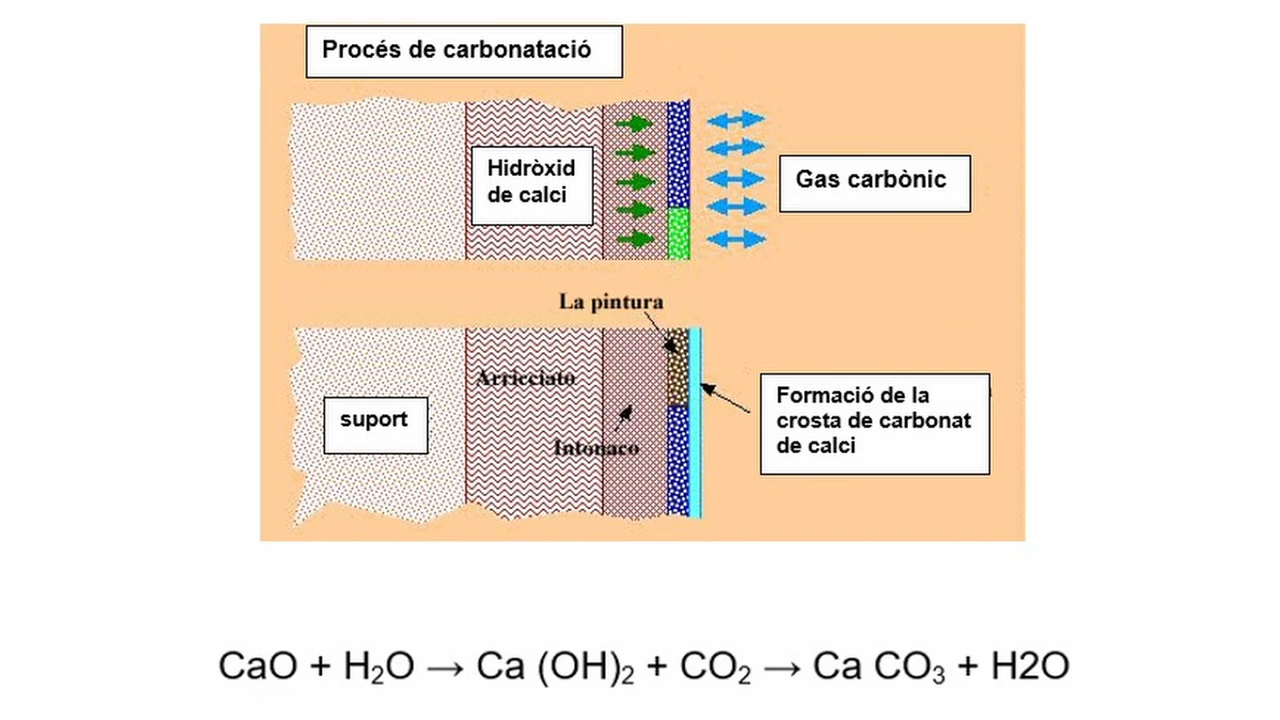 Procés de carbonatació
Hidròxid
de calci
Gas carbònic
La pintura
Arricciato
suport
Intonaco
Formació de la
crosta de carbonat
de calci
CaO + H₂O → Ca (OH)₂ + CO₂ → Ca CO₃ + H2O